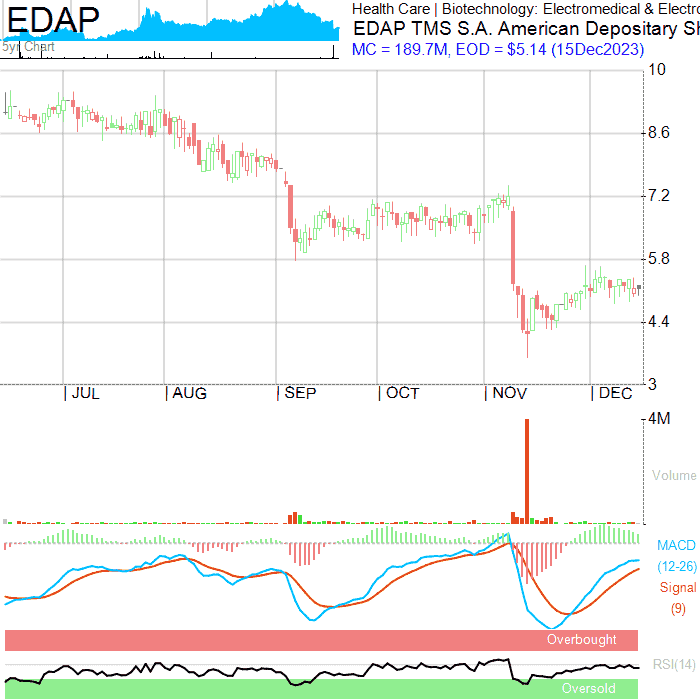 EDAP
5yr Chart
Health Care | Biotechnology: Electromedical & Electro
EDAP TMS S.A. American Depositary Sh
MC = 189.7M, EOD = $5.14 (15Dec2023)
10
8.6
7.2
5.8
4.4
3
| JUL | AUG | SEP | OCT | NOV | DEC
4M
Volume
MACD
(12-26)
Signal
(9)
Overbought
RSI(14)
Oversold